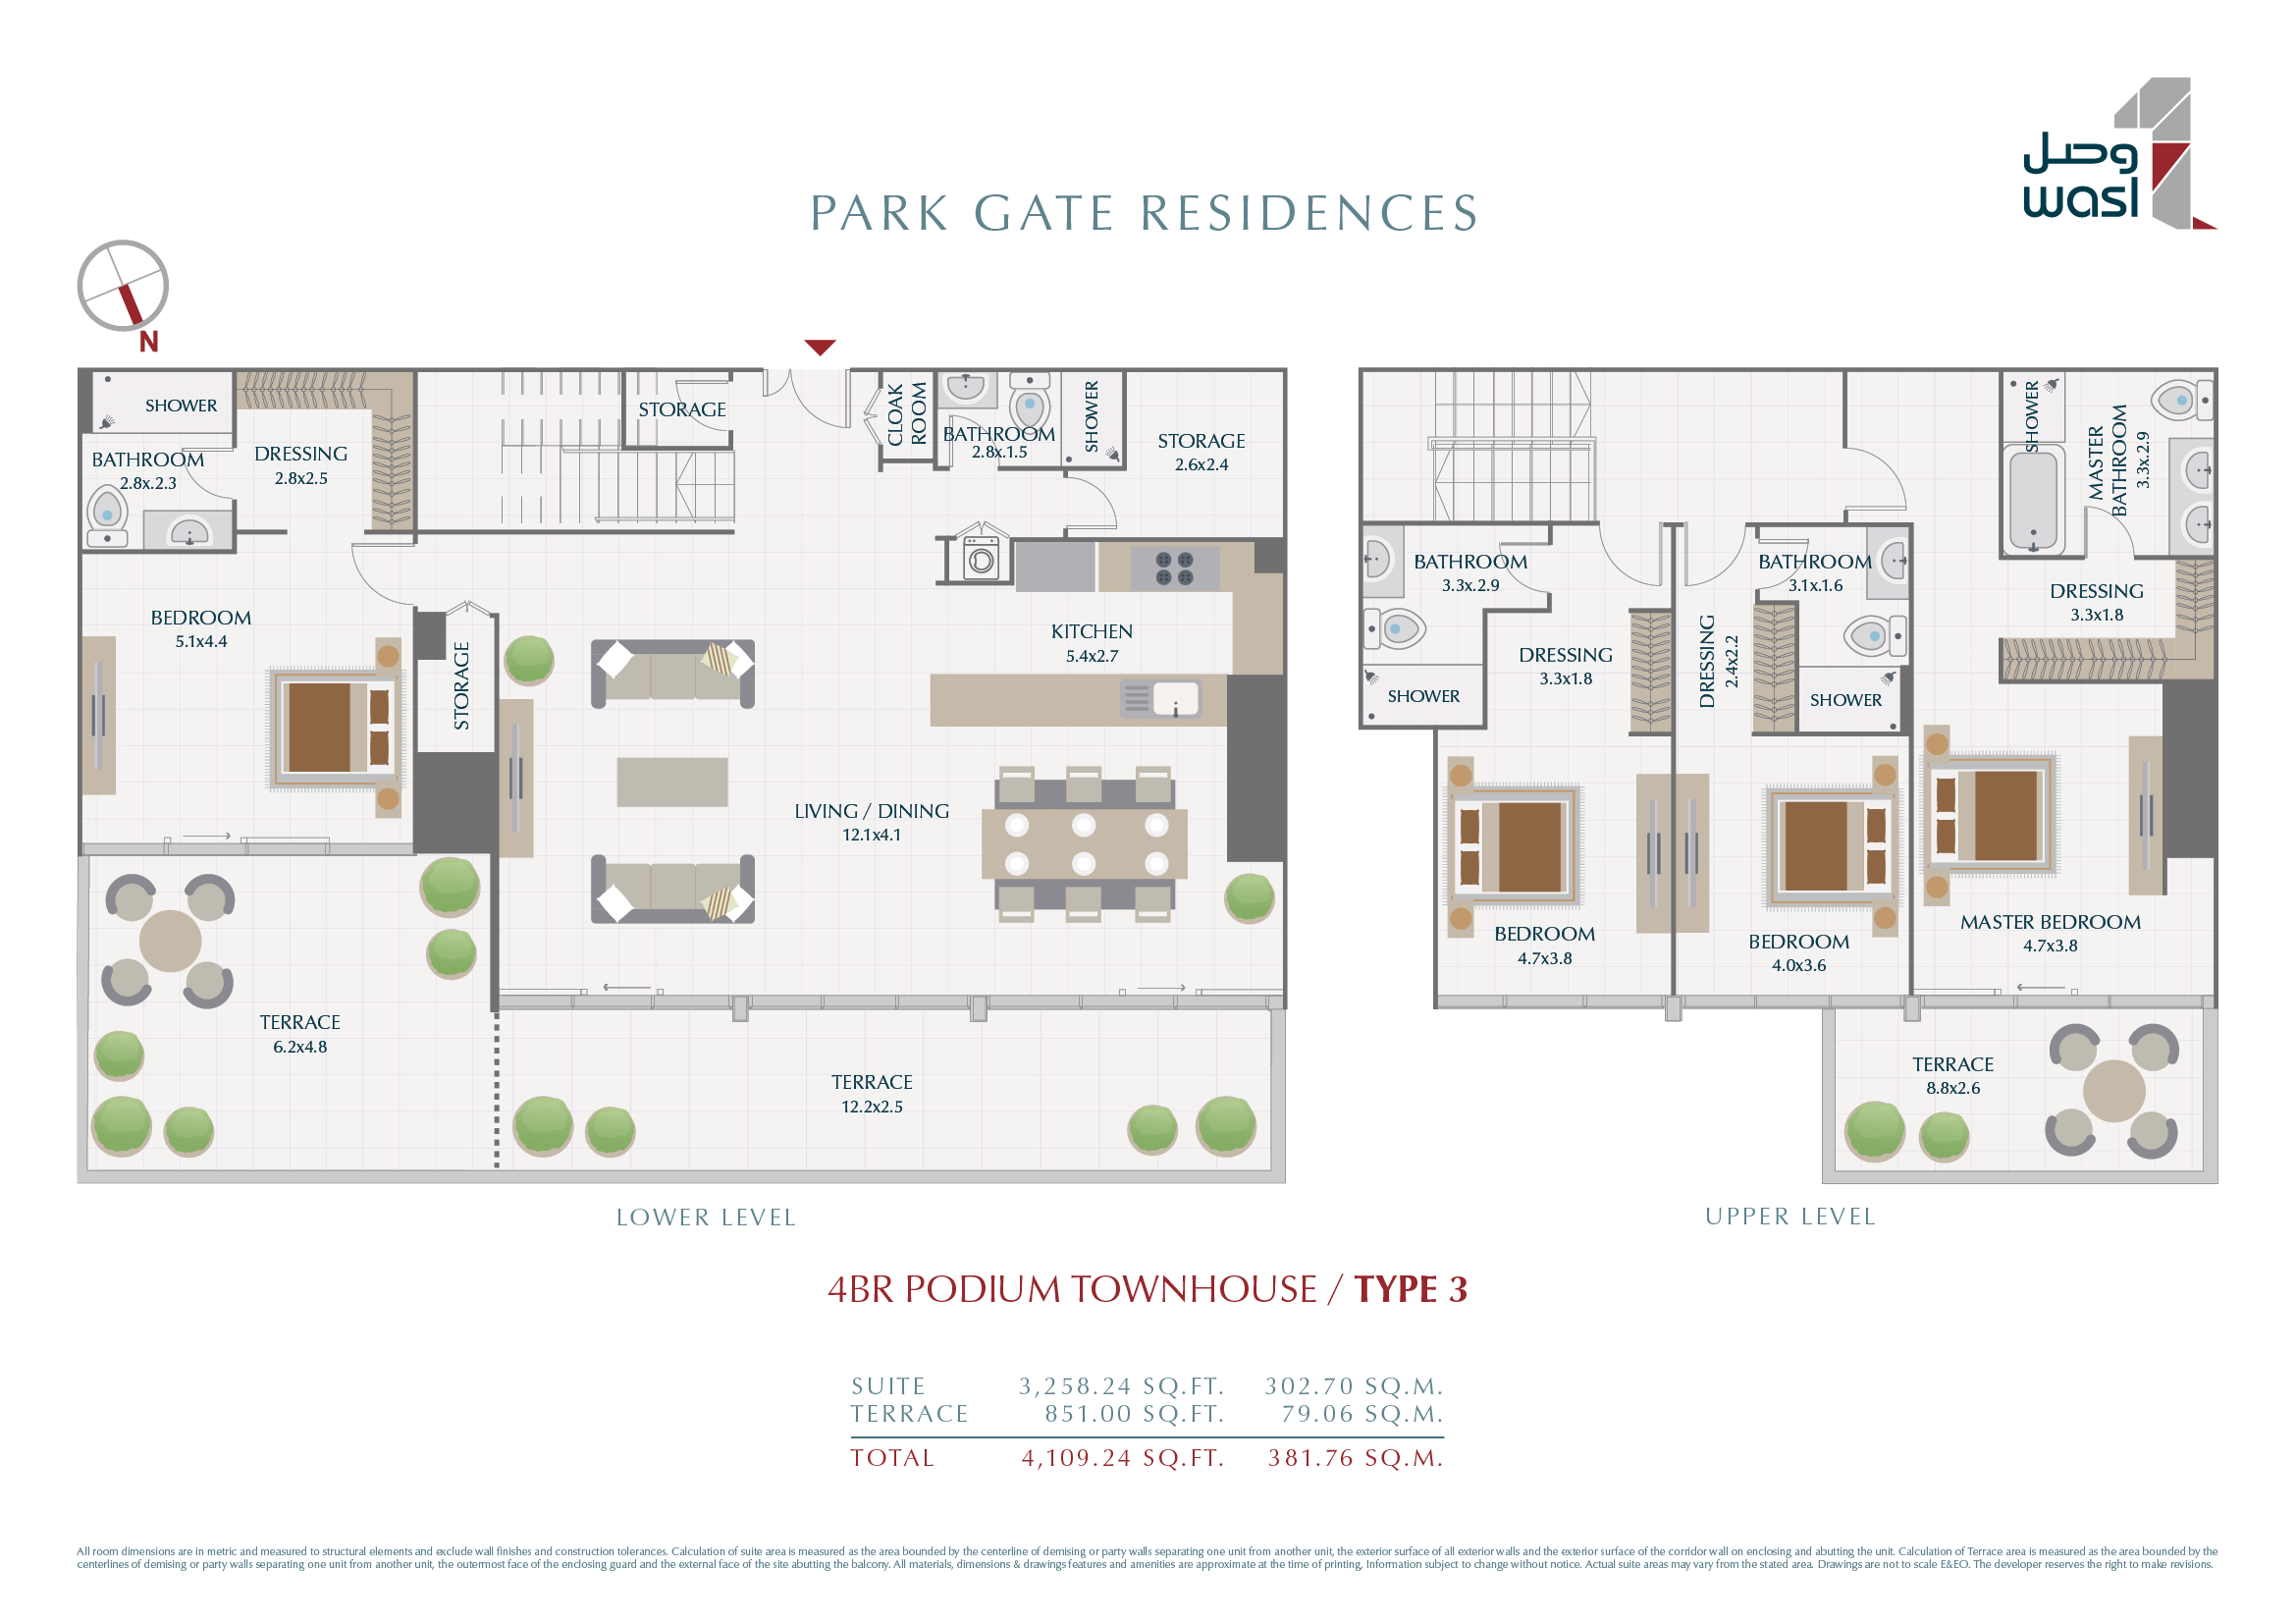 وصل
wasl
PARK GATE RESIDENCES
N
SHOWER
BATHROOM
2.8x.2.3
DRESSING
2.8x2.5
STORAGE
CLOAK
ROOM
BATHROOM
2.8x.1.5
SHOWER
STORAGE
2.6x2.4
BEDROOM
5.1x4.4
STORAGE
KITCHEN
5.4x2.7
LIVING / DINING
12.1x4.1
TERRACE
6.2x4.8
TERRACE
12.2x2.5
LOWER LEVEL
SHOWER
MASTER
BATHROOM
3.3x.2.9
BATHROOM
3.3x.2.9
BATHROOM
3.1x.1.6
DRESSING
3.3x1.8
DRESSING
3.3x1.8
DRESSING
2.4x2.2
SHOWER
SHOWER
BEDROOM
4.7x3.8
BEDROOM
4.0x3.6
MASTER BEDROOM
4.7x3.8
TERRACE
8.8x2.6
UPPER LEVEL
4BR PODIUM TOWNHOUSE / TYPE 3
SUITE 3,258.24 SQ.FT. 302.70 SQ.M.
TERRACE 851.00 SQ.FT. 79.06 SQ.M.
TOTAL 4,109.24 SQ.FT. 381.76 SQ.M.
All room dimensions are in metric and measured to structural elements and exclude wall finishes and construction tolerances. Calculation of suite area is measured as the area bounded by the centerline of demising or party walls separating one unit from another unit, the exterior surface of all exterior walls and the exterior surface of the corridor wall on enclosing and abutting the unit. Calculation of Terrace area is measured as the area bounded by the
centerlines of demising or party walls separating one unit from another unit, the outermost face of the enclosing guard and the external face of the site abutting the balcony. All materials, dimensions & drawings features and amenities are approximate at the time of printing, Information subject to change without notice. Actual suite areas may vary from the stated area. Drawings are not to scale E&EO. The developer reserves the right to make revisions.